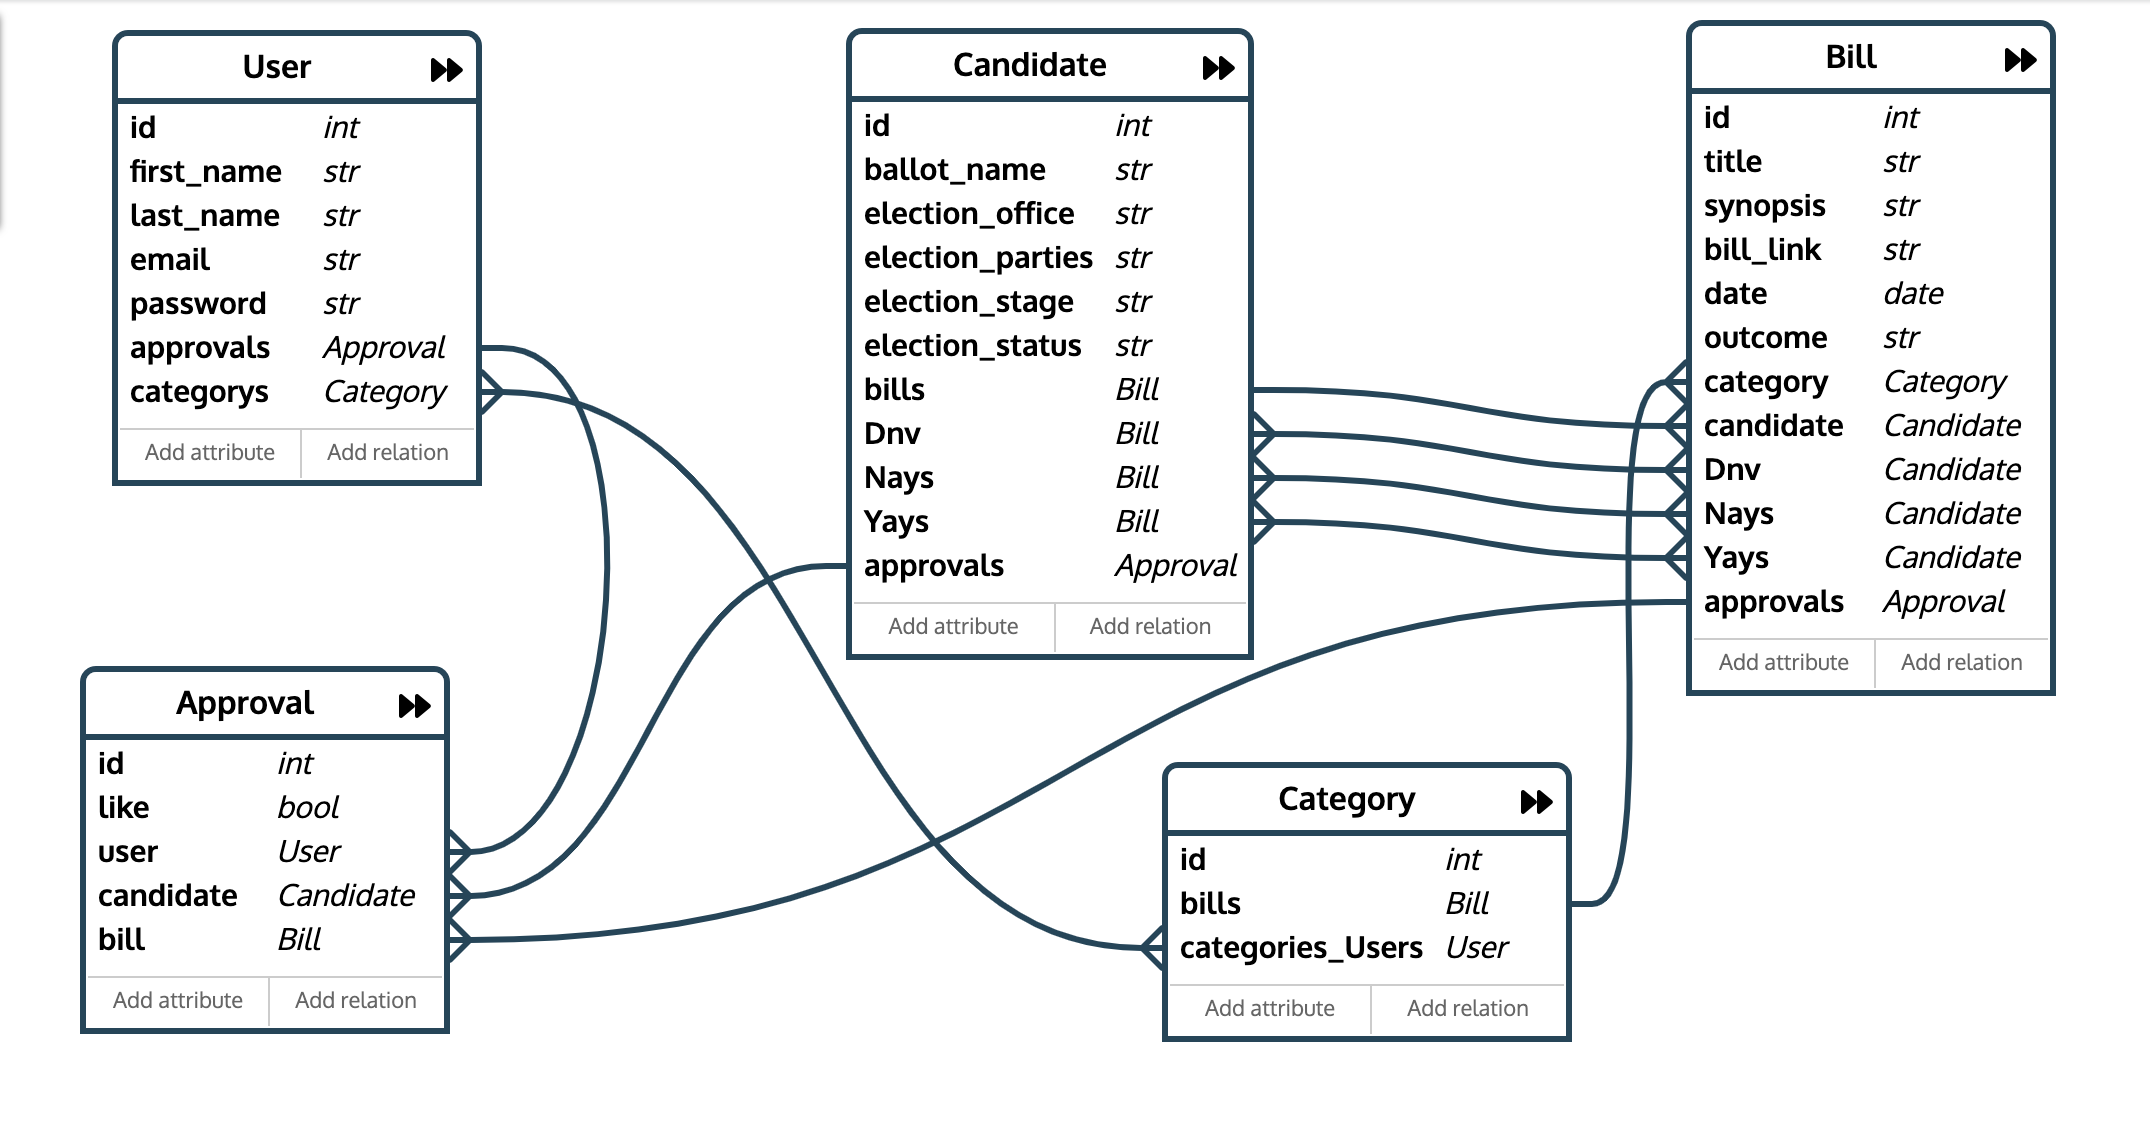 User
id int
first_name str
last_name str
email str
password str
approvals Approval
categorys Category
Add attribute Add relation
Candidate
id int
ballot_name str
election_office str
election_parties str
election_stage str
election_status str
bills Bill
Dnv Bill
Nays Bill
Yays Bill
approvals Approval
Add attribute Add relation
Bill
id int
title str
synopsis str
bill_link str
date date
outcome str
category Category
candidate Candidate
Dnv Candidate
Nays Candidate
Yays Candidate
approvals Approval
Add attribute Add relation
Approval
id int
like bool
user User
candidate Candidate
bill Bill
Add attribute Add relation
Category
id int
bills Bill
categories_Users User
Add attribute Add relation